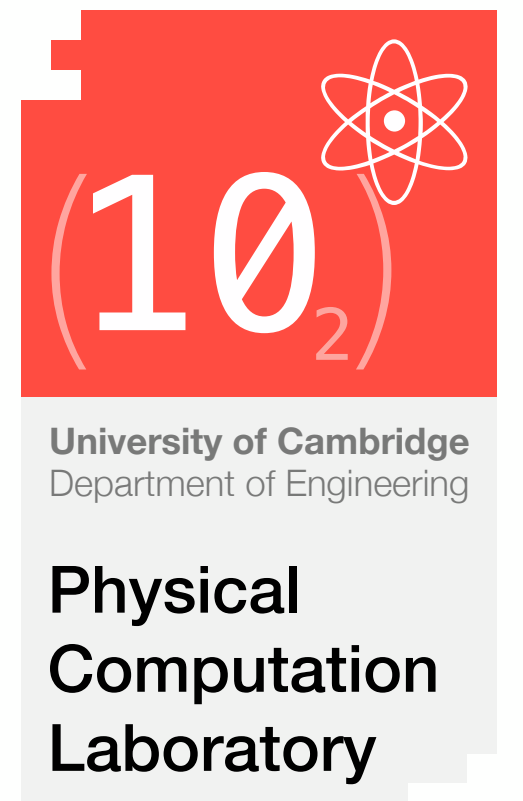 (10₂)
University of Cambridge
Department of Engineering
Physical
Computation
Laboratory